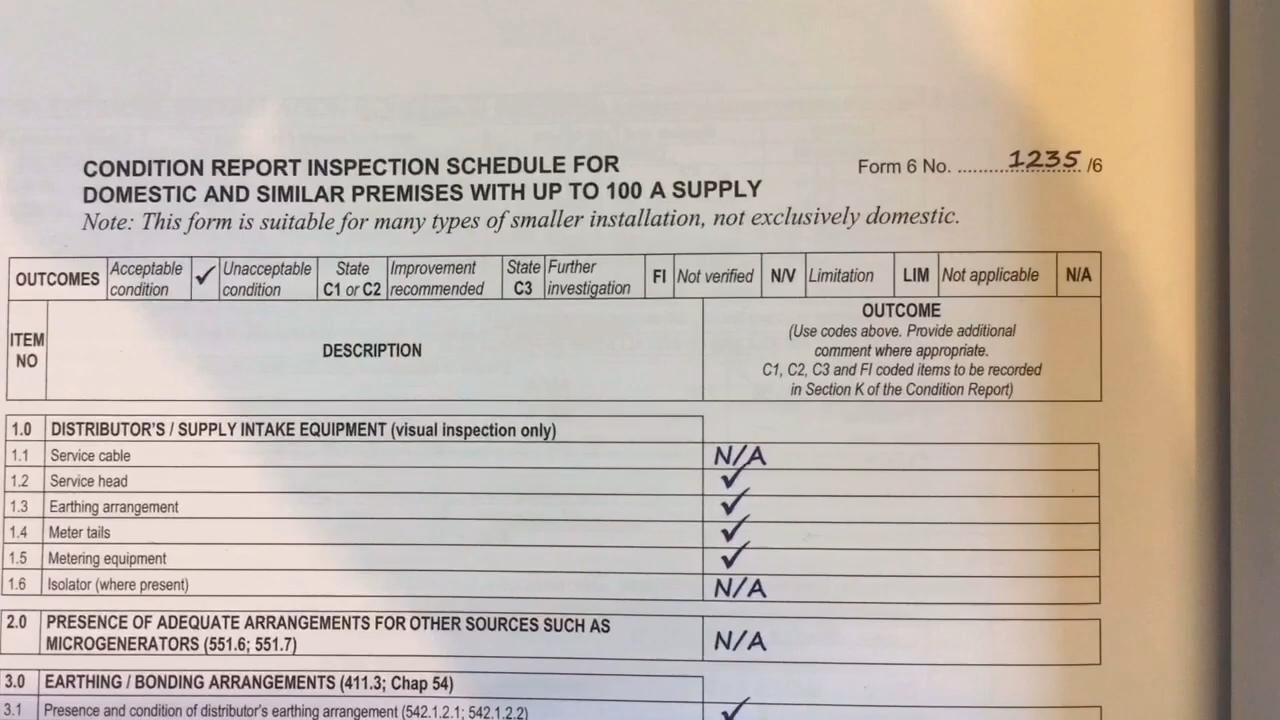 CONDITION REPORT INSPECTION SCHEDULE FOR
DOMESTIC AND SIMILAR PREMISES WITH UP TO 100 A SUPPLY
Form 6 No. ................1235 /6
Note: This form is suitable for many types of smaller installation, not exclusively domestic.
OUTCOMES Acceptable condition ✓ Unacceptable condition State C1 or C2 Improvement recommended State C3 Further investigation FI Not verified N/V Limitation LIM Not applicable N/A
ITEM NO DESCRIPTION
OUTCOME
(Use codes above. Provide additional
comment where appropriate.
C1, C2, C3 and FI coded items to be recorded
in Section K of the Condition Report)
1.0 DISTRIBUTOR'S / SUPPLY INTAKE EQUIPMENT (visual inspection only)
1.1 Service cable N/A
1.2 Service head ✓
1.3 Earthing arrangement ✓
1.4 Meter tails ✓
1.5 Metering equipment ✓
1.6 Isolator (where present) N/A
2.0 PRESENCE OF ADEQUATE ARRANGEMENTS FOR OTHER SOURCES SUCH AS
MICROGENERATORS (551.6; 551.7) N/A
3.0 EARTHING / BONDING ARRANGEMENTS (411.3; Chap 54)
3.1 Presence and condition of distributor's earthing arrangement (542.1.2.1; 542.1.2.2) ✓